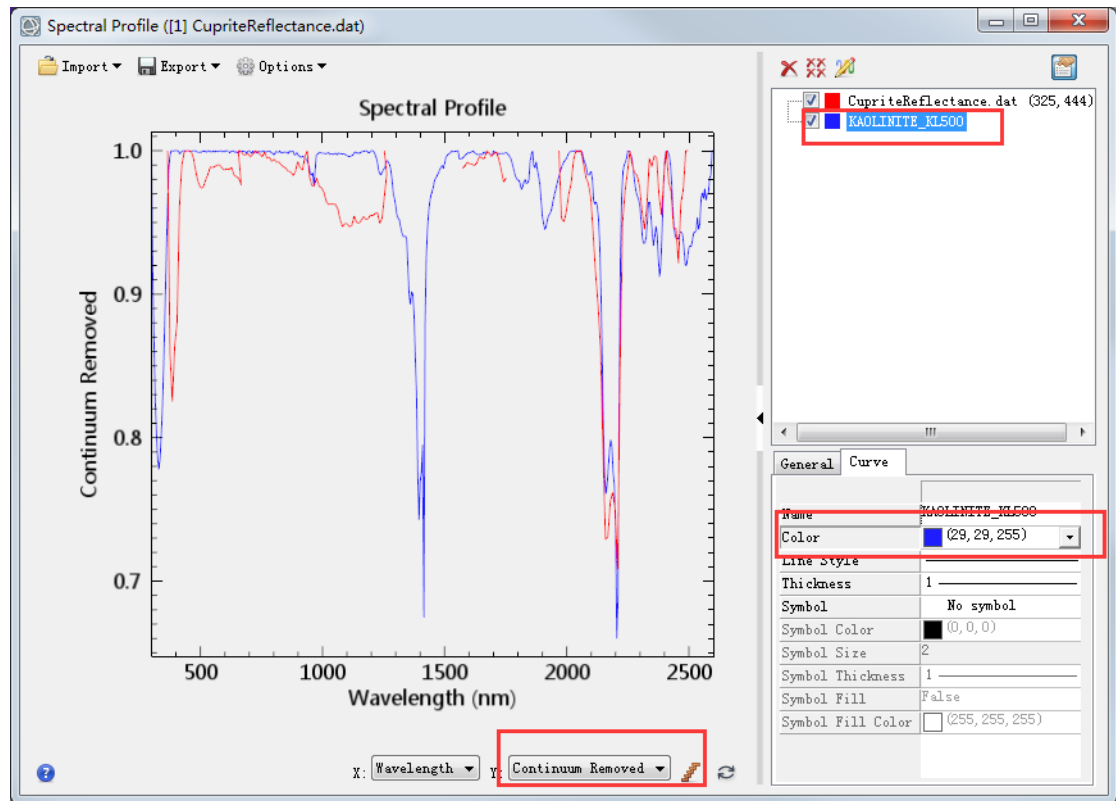 Spectral Profile ([1] CupriteReflectance.dat)
Import Export Options
Spectral Profile
1.0
0.9
0.8
0.7
Continuum Removed
500 1000 1500 2000 2500
Wavelength (nm)
X: Wavelength Y: Continuum Removed
CupriteReflectance.dat (325, 444)
KAOLINITE_KL500
General Curve
Name KAOLINITE_KL500
Color (29, 29, 255)
Line Style
Thickness 1
Symbol No symbol
Symbol Color (0, 0, 0)
Symbol Size 2
Symbol Thickness 1
Symbol Fill False
Symbol Fill Color (255, 255, 255)